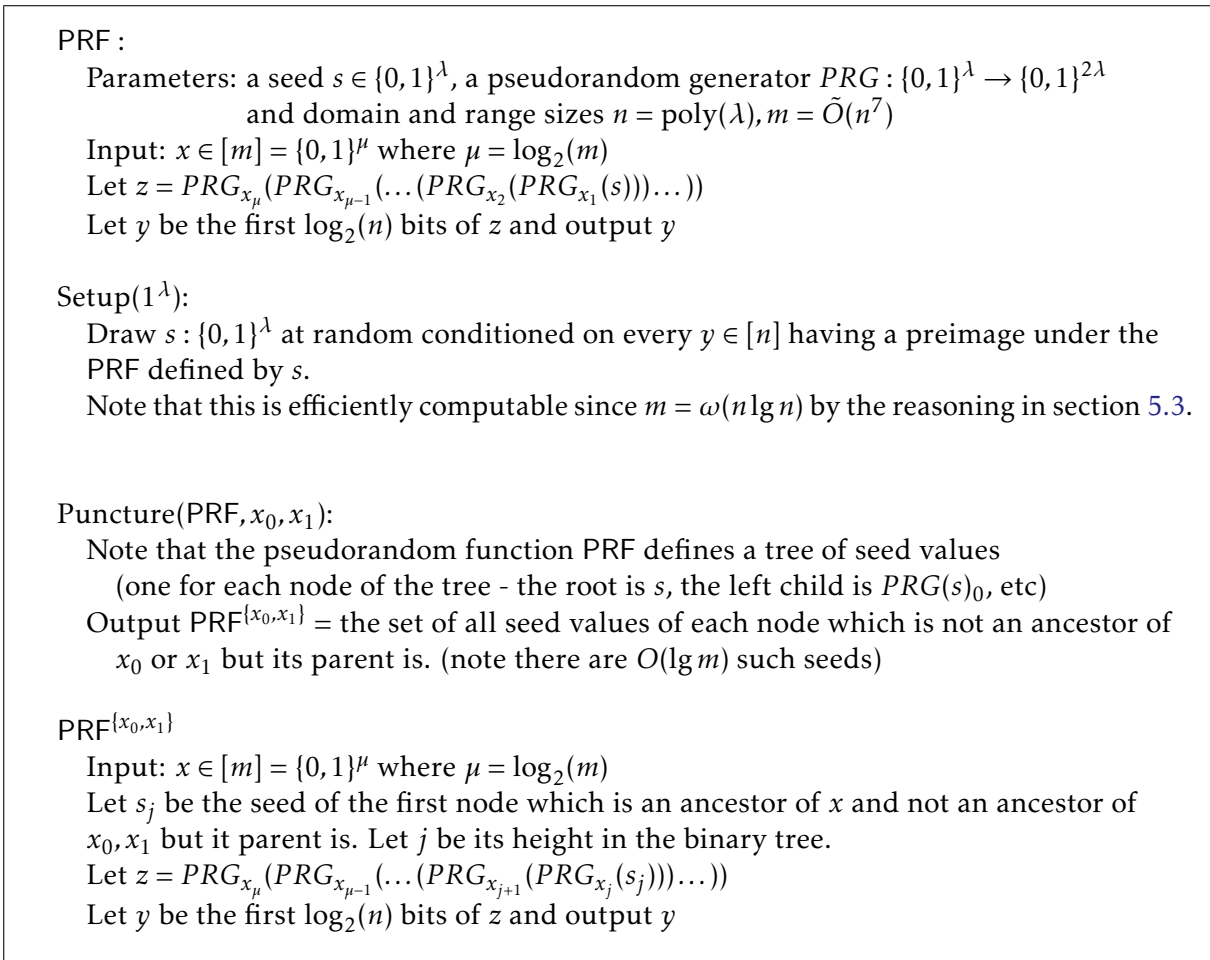 PRF :
Parameters: a seed s ∈ {0, 1}^λ, a pseudorandom generator PRG : {0, 1}^λ → {0, 1}^{2λ}
and domain and range sizes n = poly(λ), m = Õ(n^7)
Input: x ∈ [m] = {0, 1}^μ where μ = log_2(m)
Let z = PRG_{x_μ}(PRG_{x_{μ−1}}(. . . (PRG_{x_2}(PRG_{x_1}(s))) . . . ))
Let y be the first log_2(n) bits of z and output y
Setup(1^λ):
Draw s : {0, 1}^λ at random conditioned on every y ∈ [n] having a preimage under the
PRF defined by s.
Note that this is efficiently computable since m = ω(n lg n) by the reasoning in section 5.3.
Puncture(PRF, x_0, x_1):
Note that the pseudorandom function PRF defines a tree of seed values
(one for each node of the tree - the root is s, the left child is PRG(s)_0, etc)
Output PRF^{{x_0,x_1}} = the set of all seed values of each node which is not an ancestor of
x_0 or x_1 but its parent is. (note there are O(lg m) such seeds)
PRF^{{x_0,x_1}}
Input: x ∈ [m] = {0, 1}^μ where μ = log_2(m)
Let s_j be the seed of the first node which is an ancestor of x and not an ancestor of
x_0, x_1 but it parent is. Let j be its height in the binary tree.
Let z = PRG_{x_μ}(PRG_{x_{μ−1}}(. . . (PRG_{x_{j+1}}(PRG_{x_j}(s_j))) . . . ))
Let y be the first log_2(n) bits of z and output y